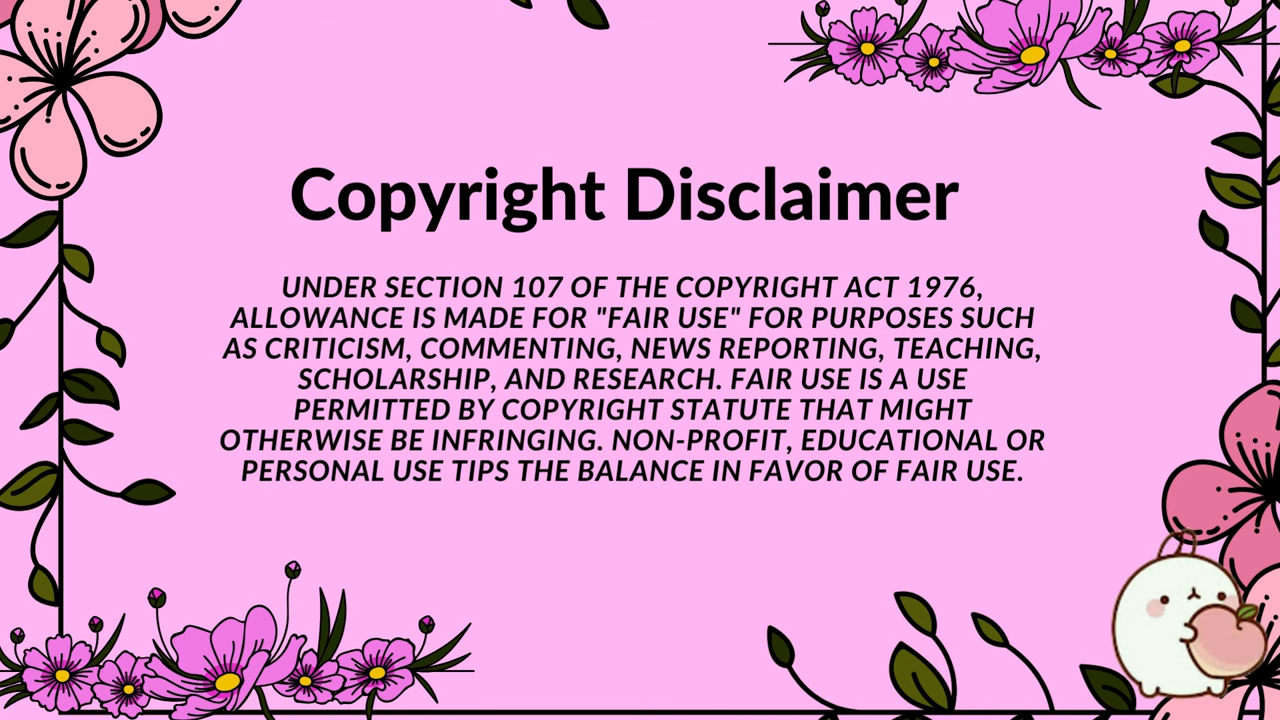 Copyright Disclaimer
UNDER SECTION 107 OF THE COPYRIGHT ACT 1976,
ALLOWANCE IS MADE FOR "FAIR USE" FOR PURPOSES SUCH
AS CRITICISM, COMMENTING, NEWS REPORTING, TEACHING,
SCHOLARSHIP, AND RESEARCH. FAIR USE IS A USE
PERMITTED BY COPYRIGHT STATUTE THAT MIGHT
OTHERWISE BE INFRINGING. NON-PROFIT, EDUCATIONAL OR
PERSONAL USE TIPS THE BALANCE IN FAVOR OF FAIR USE.